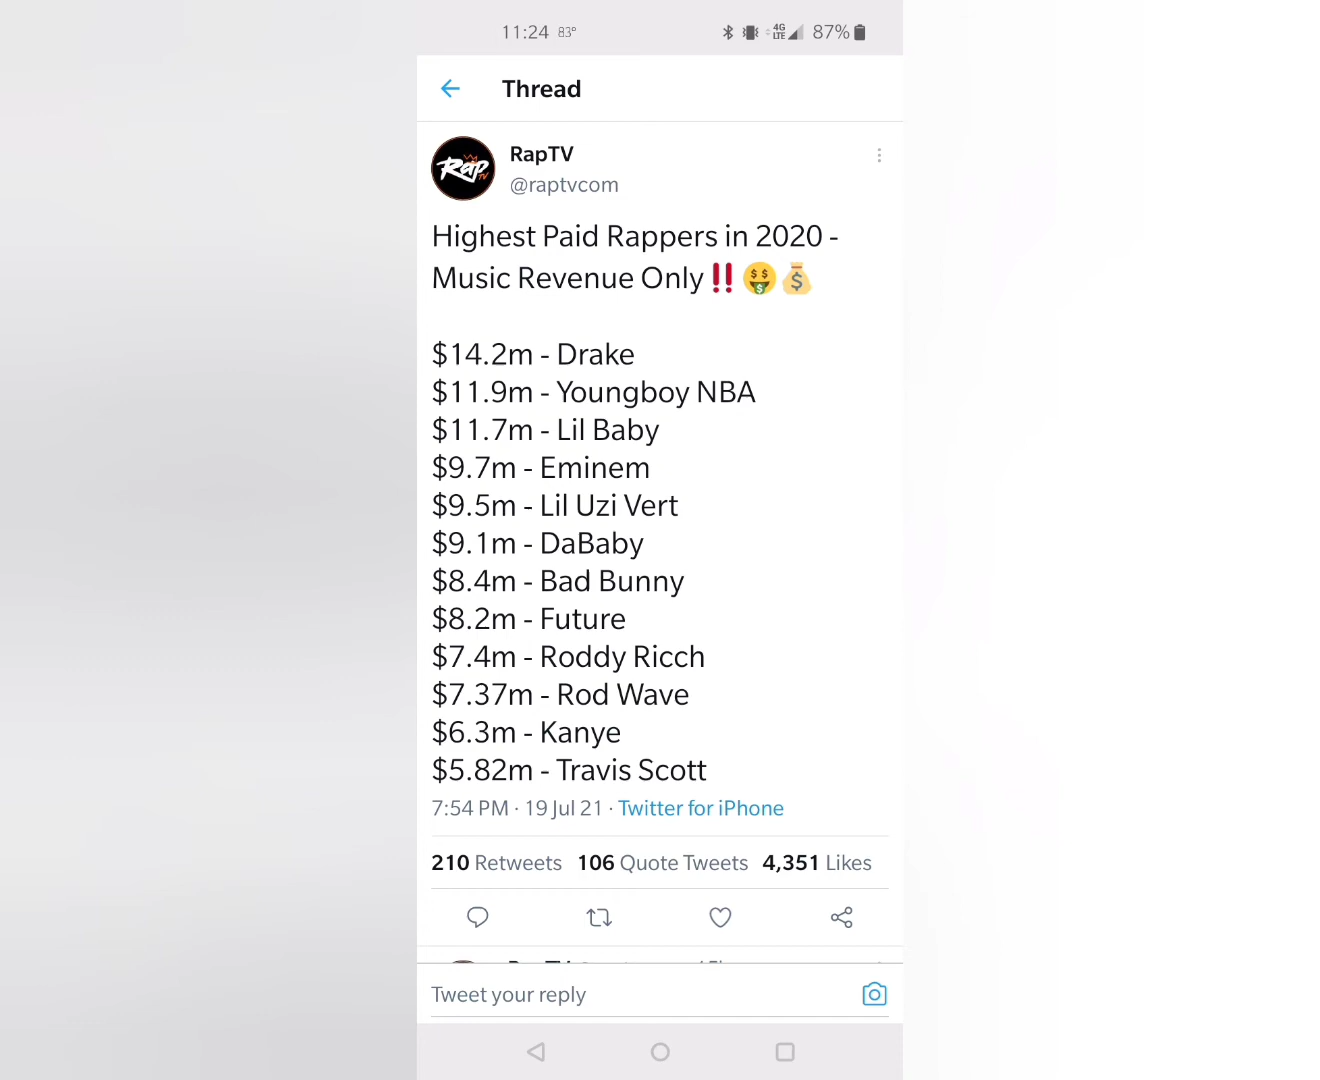 11:24 83° 4G LTE 87%
Thread
Rap TV
RapTV
@raptvcom
Highest Paid Rappers in 2020 -
Music Revenue Only‼️🤑💰
$14.2m - Drake
$11.9m - Youngboy NBA
$11.7m - Lil Baby
$9.7m - Eminem
$9.5m - Lil Uzi Vert
$9.1m - DaBaby
$8.4m - Bad Bunny
$8.2m - Future
$7.4m - Roddy Ricch
$7.37m - Rod Wave
$6.3m - Kanye
$5.82m - Travis Scott
7:54 PM · 19 Jul 21 · Twitter for iPhone
210 Retweets 106 Quote Tweets 4,351 Likes
Tweet your reply